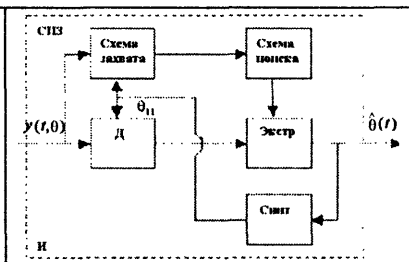 СПЗ
Схема
захвата
Схема
поиска
y(t,θ)
θ₁₁
Д
Экстр
θ̂(t)
Синт
И